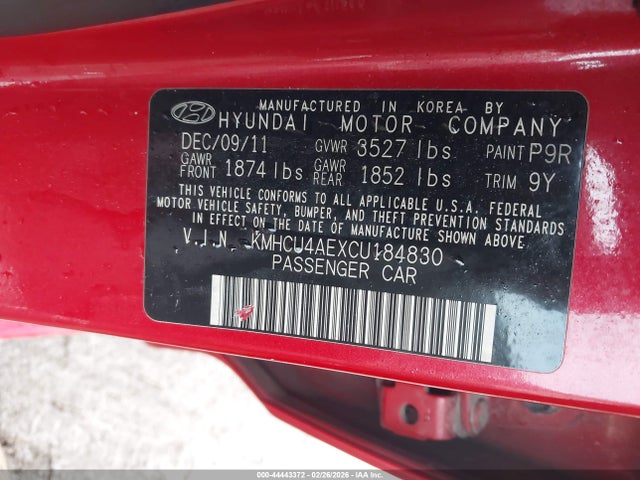 MANUFACTURED IN KOREA BY
HYUNDAI MOTOR COMPANY
DEC/09/11 GVWR 3527 lbs PAINT P9R
GAWR FRONT 1874 lbs GAWR REAR 1852 lbs TRIM 9Y
THIS VEHICLE CONFORMS TO ALL APPLICABLE U.S.A. FEDERAL
MOTOR VEHICLE SAFETY, BUMPER, AND THEFT PREVENTION STANDARDS
IN EFFECT ON THE DATE OF MANUFACTURE SHOWN ABOVE.
V.I.N. KMHCU4AEXCU184830
PASSENGER CAR
000-44443372 02/26/2026 - IAA Inc.